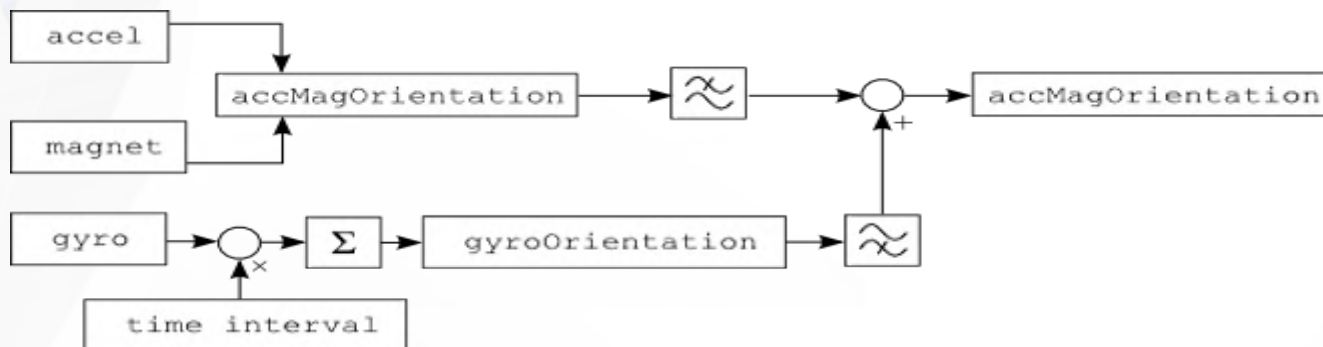 accel
accMagOrientation
accMagOrientation
+
magnet
gyro
×
Σ
gyroOrientation
time interval